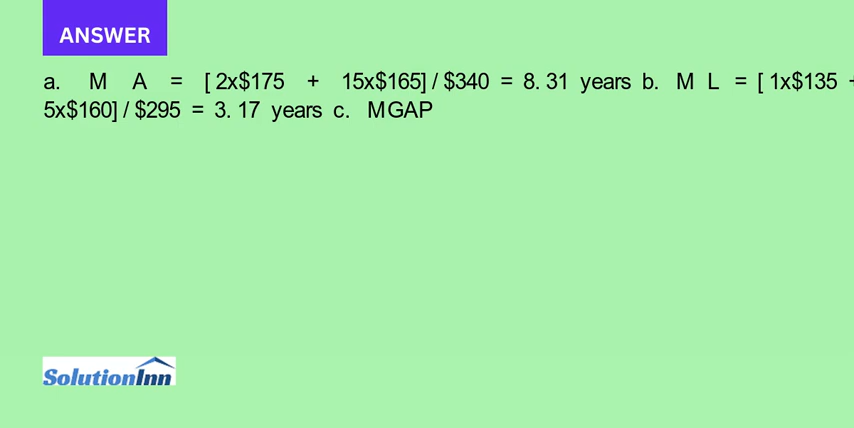 ANSWER
a. M A = [ 2x$175 + 15x$165] / $340 = 8. 31 years b. M L = [ 1x$135
5x$160] / $295 = 3. 17 years c. MGAP
SolutionInn